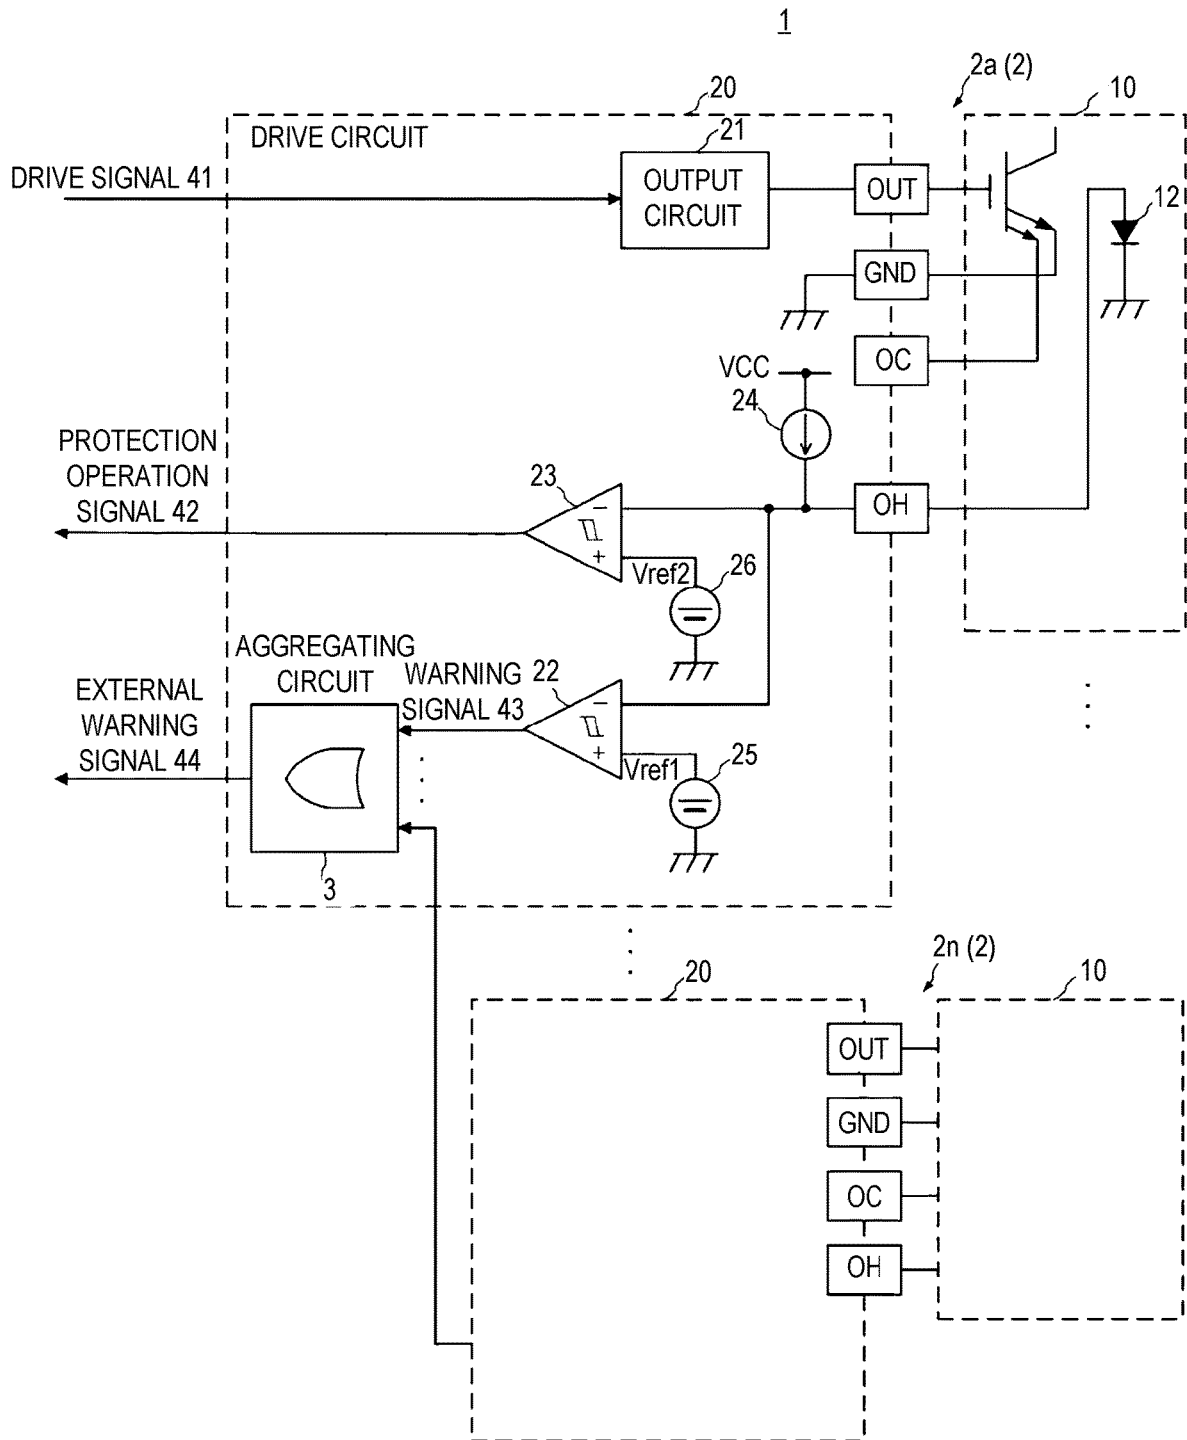 1
2a (2)
20
10
DRIVE CIRCUIT
21
DRIVE SIGNAL 41
OUTPUT
CIRCUIT
OUT
12
GND
OC
VCC
24
PROTECTION
OPERATION
SIGNAL 42
23
OH
−
+
Vref2
26
AGGREGATING
CIRCUIT
WARNING
SIGNAL 43
22
EXTERNAL
WARNING
SIGNAL 44
−
+
Vref1
25
3
2n (2)
20
10
OUT
GND
OC
OH